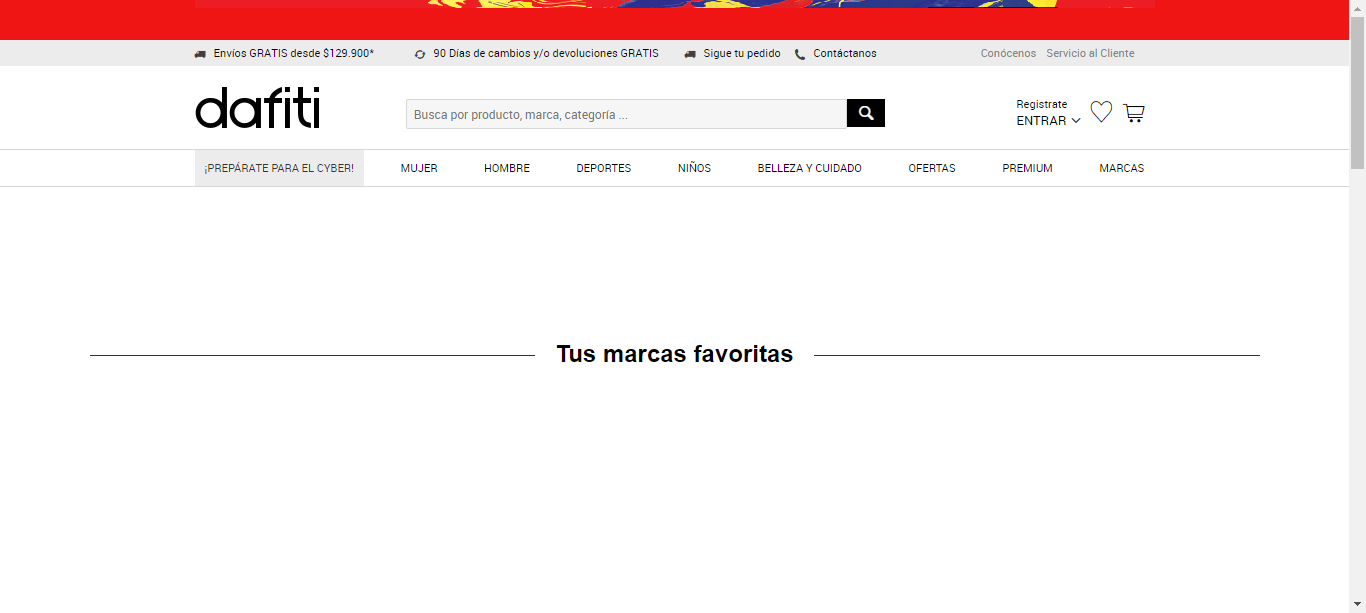 Envíos GRATIS desde $129.900*
90 Días de cambios y/o devoluciones GRATIS
Sigue tu pedido
Contáctanos
Conócenos
Servicio al Cliente
dafiti
Busca por producto, marca, categoría ...
Registrate
ENTRAR
¡PREPÁRATE PARA EL CYBER!
MUJER
HOMBRE
DEPORTES
NIÑOS
BELLEZA Y CUIDADO
OFERTAS
PREMIUM
MARCAS
Tus marcas favoritas